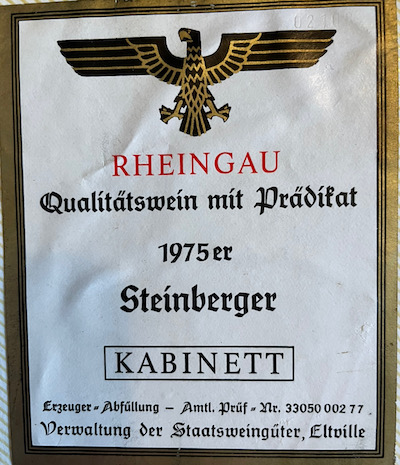 RHEINGAU
Qualitätswein mit Prädikat
1975er
Steinberger
KABINETT
Erzeuger-Abfüllung – Amtl. Prüf-Nr. 33050 002 77
Verwaltung der Staatsweingüter, Eltville